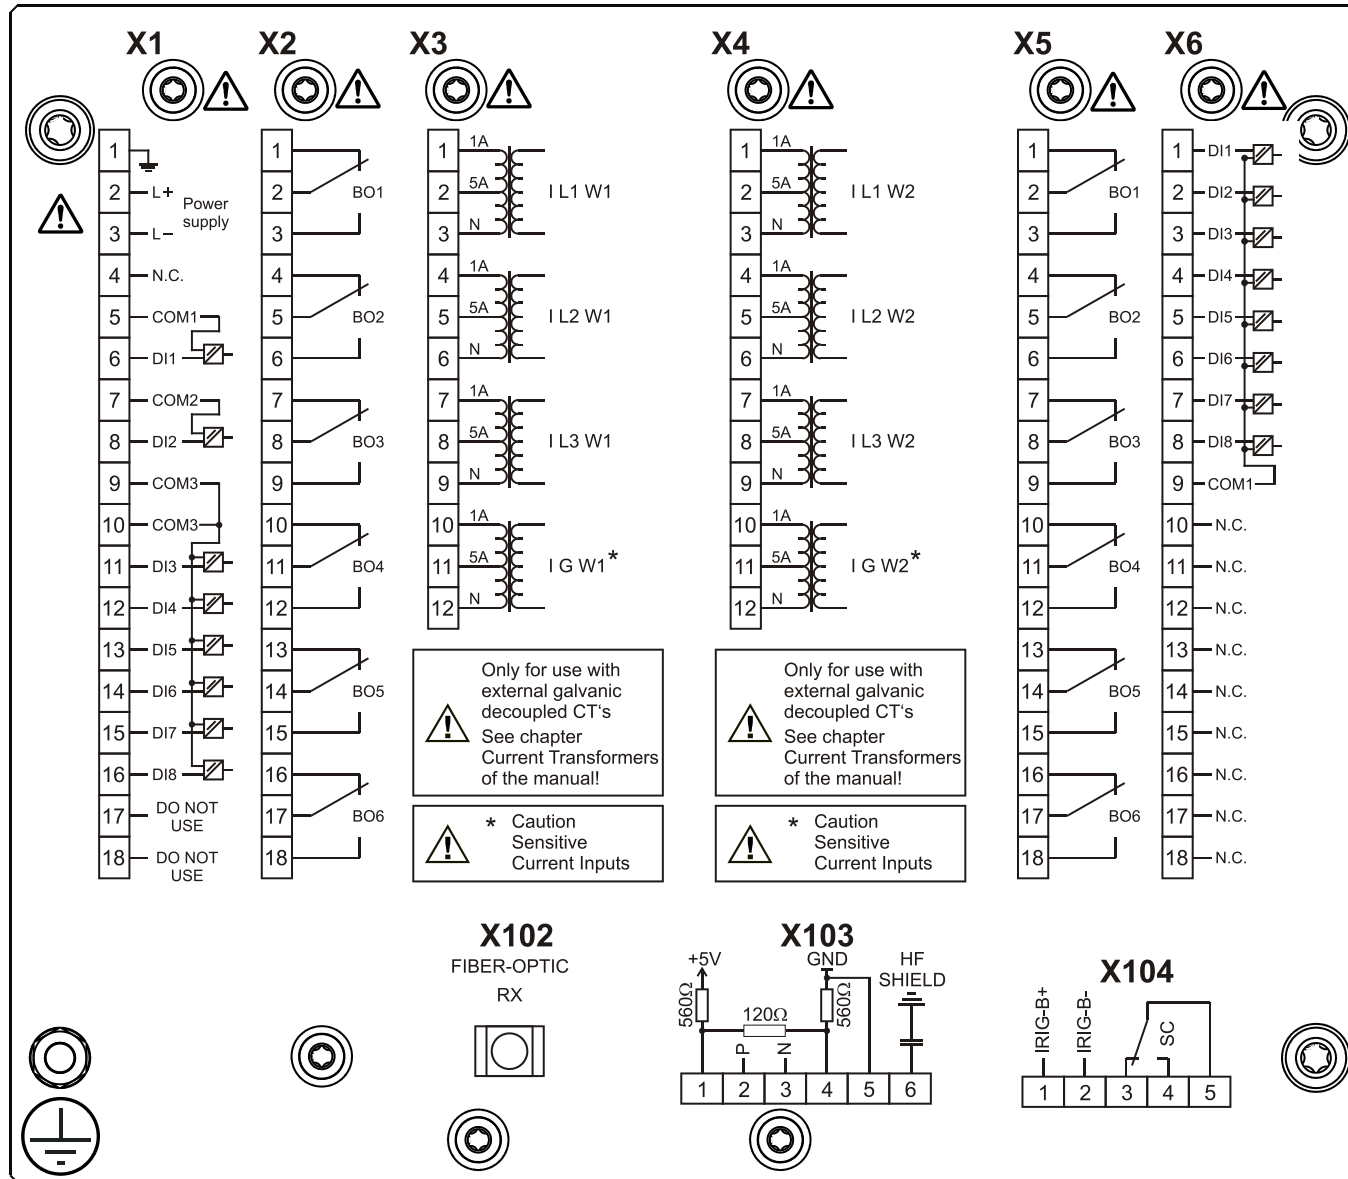 X1
X2
X3
X4
X5
X6
1
2 L+
Power
supply
3 L−
4 N.C.
5 COM1
6 DI1
7 COM2
8 DI2
9 COM3
10 COM3
11 DI3
12 DI4
13 DI5
14 DI6
15 DI7
16 DI8
17 DO NOT
USE
18 DO NOT
USE
1
2 BO1
3
4
5 BO2
6
7
8 BO3
9
10
11 BO4
12
13
14 BO5
15
16
17 BO6
18
1 1A
2 5A I L1 W1
3 N
4 1A
5 5A I L2 W1
6 N
7 1A
8 5A I L3 W1
9 N
10 1A
11 5A I G W1*
12 N
Only for use with
external galvanic
decoupled CT‘s
See chapter
Current Transformers
of the manual!
* Caution
Sensitive
Current Inputs
1 1A
2 5A I L1 W2
3 N
4 1A
5 5A I L2 W2
6 N
7 1A
8 5A I L3 W2
9 N
10 1A
11 5A I G W2*
12 N
Only for use with
external galvanic
decoupled CT‘s
See chapter
Current Transformers
of the manual!
* Caution
Sensitive
Current Inputs
1
2 BO1
3
4
5 BO2
6
7
8 BO3
9
10
11 BO4
12
13
14 BO5
15
16
17 BO6
18
1 DI1
2 DI2
3 DI3
4 DI4
5 DI5
6 DI6
7 DI7
8 DI8
9 COM1
10 N.C.
11 N.C.
12 N.C.
13 N.C.
14 N.C.
15 N.C.
16 N.C.
17 N.C.
18 N.C.
X102
FIBER-OPTIC
RX
X103
+5V GND HF
SHIELD
560Ω 120Ω 560Ω
P N
1 2 3 4 5 6
X104
IRIG-B+ IRIG-B- SC
1 2 3 4 5